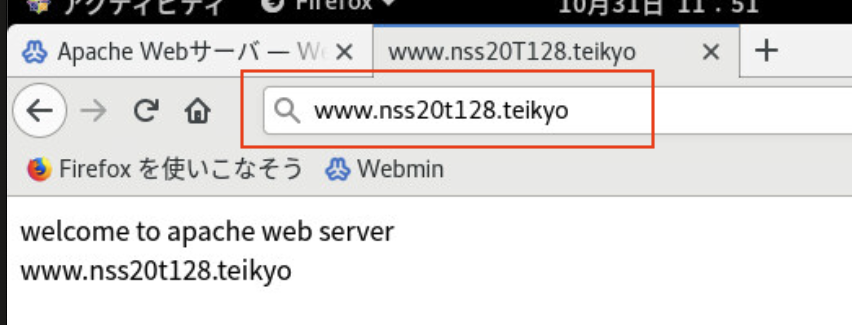 アクティビティ Firefox 10月31日 11：51
Apache Webサーバ — We
www.nss20T128.teikyo
www.nss20t128.teikyo
Firefox を使いこなそう Webmin
welcome to apache web server
www.nss20t128.teikyo